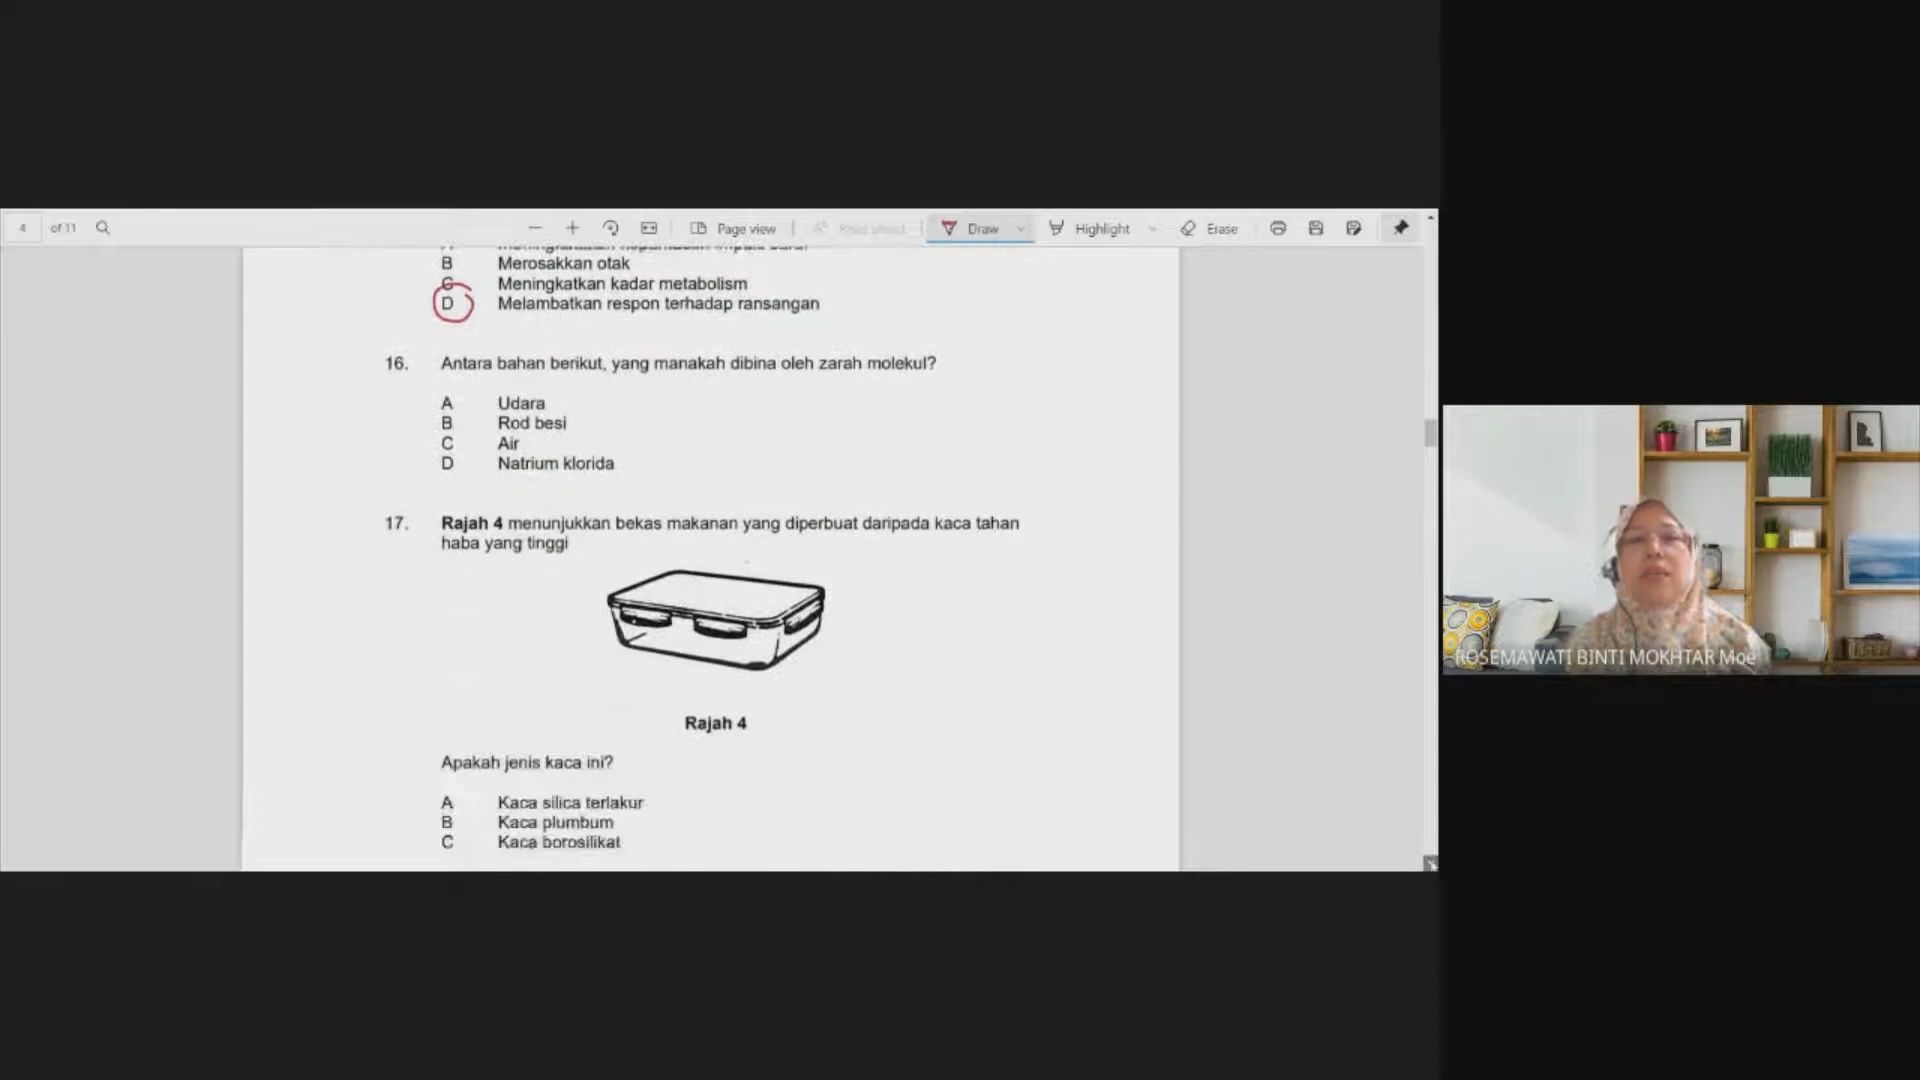 4 of 11 Page view Draw Highlight Erase
B Merosakkan otak
C Meningkatkan kadar metabolism
D Melambatkan respon terhadap ransangan
16. Antara bahan berikut, yang manakah dibina oleh zarah molekul?
A Udara
B Rod besi
C Air
D Natrium klorida
17. Rajah 4 menunjukkan bekas makanan yang diperbuat daripada kaca tahan
haba yang tinggi
Rajah 4
Apakah jenis kaca ini?
A Kaca silica terlakur
B Kaca plumbum
C Kaca borosilikat
ROSEMAWATI BINTI MOKHTAR Moe